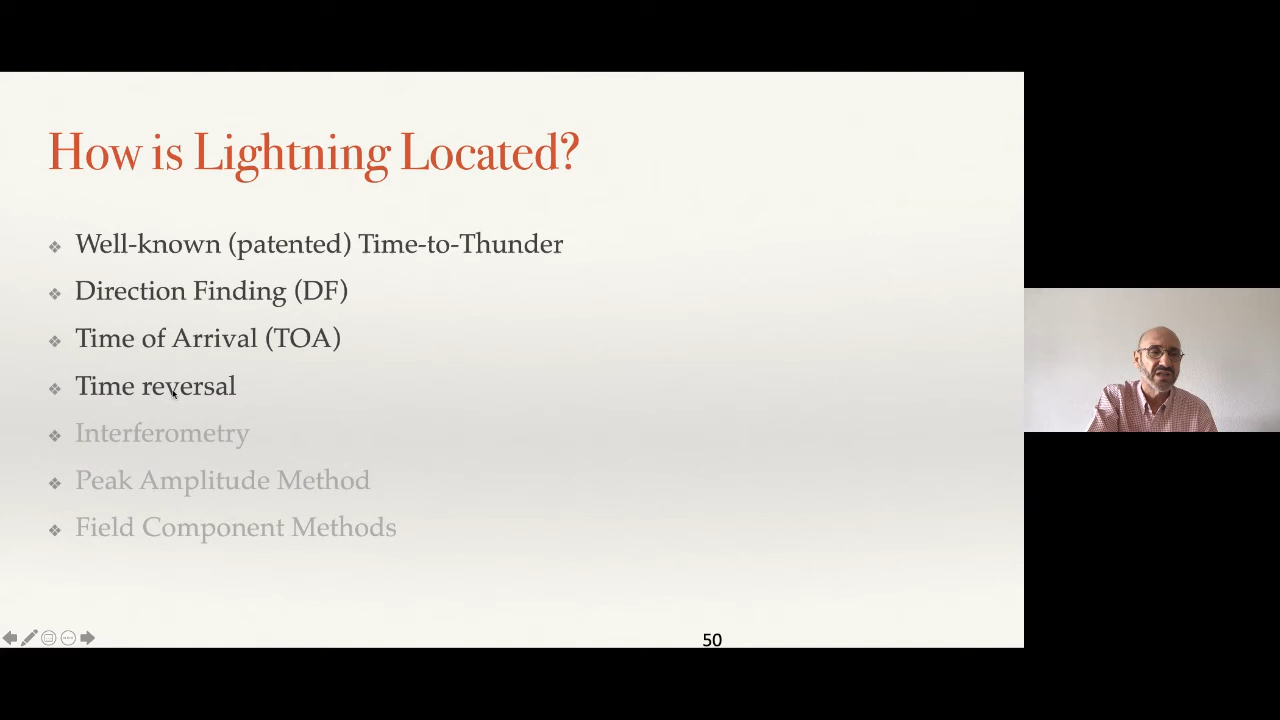 How is Lightning Located?
Well-known (patented) Time-to-Thunder
Direction Finding (DF)
Time of Arrival (TOA)
Time reversal
Interferometry
Peak Amplitude Method
Field Component Methods
50